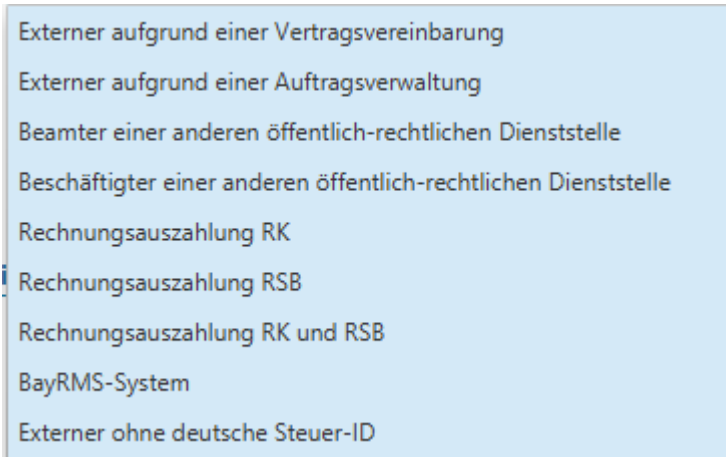 Externer aufgrund einer Vertragsvereinbarung
Externer aufgrund einer Auftragsverwaltung
Beamter einer anderen öffentlich-rechtlichen Dienststelle
Beschäftigter einer anderen öffentlich-rechtlichen Dienststelle
Rechnungsauszahlung RK
Rechnungsauszahlung RSB
Rechnungsauszahlung RK und RSB
BayRMS-System
Externer ohne deutsche Steuer-ID